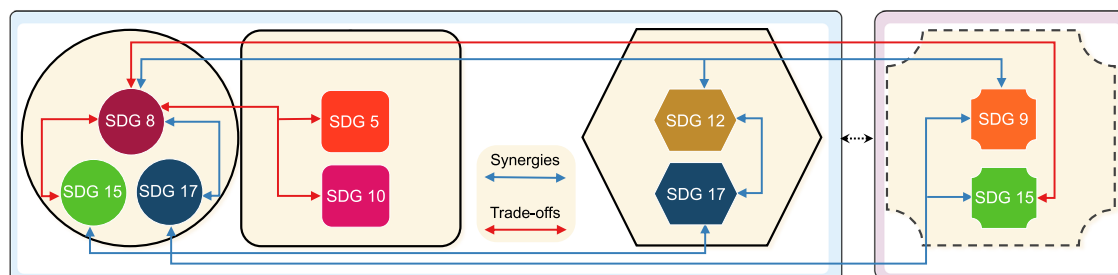 SDG 8
SDG 15
SDG 17
SDG 5
SDG 10
Synergies
Trade-offs
SDG 12
SDG 17
SDG 9
SDG 15